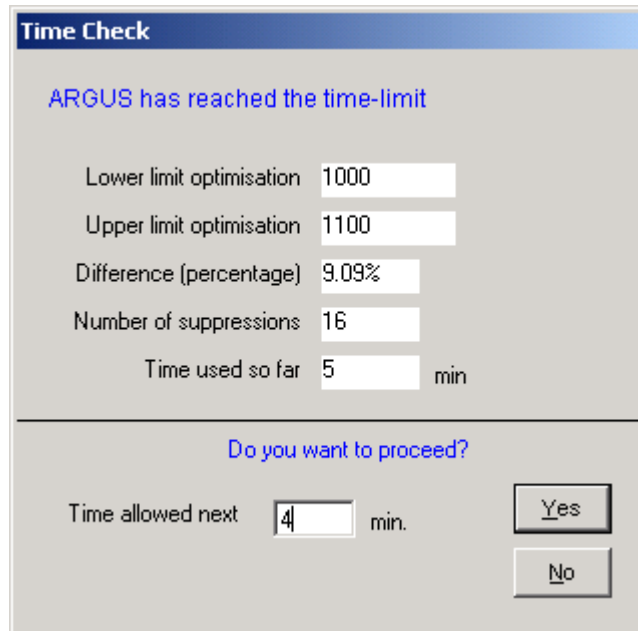 Time Check
ARGUS has reached the time-limit
Lower limit optimisation 1000
Upper limit optimisation 1100
Difference (percentage) 9.09%
Number of suppressions 16
Time used so far 5 min
Do you want to proceed?
Time allowed next 4 min.
Yes
No